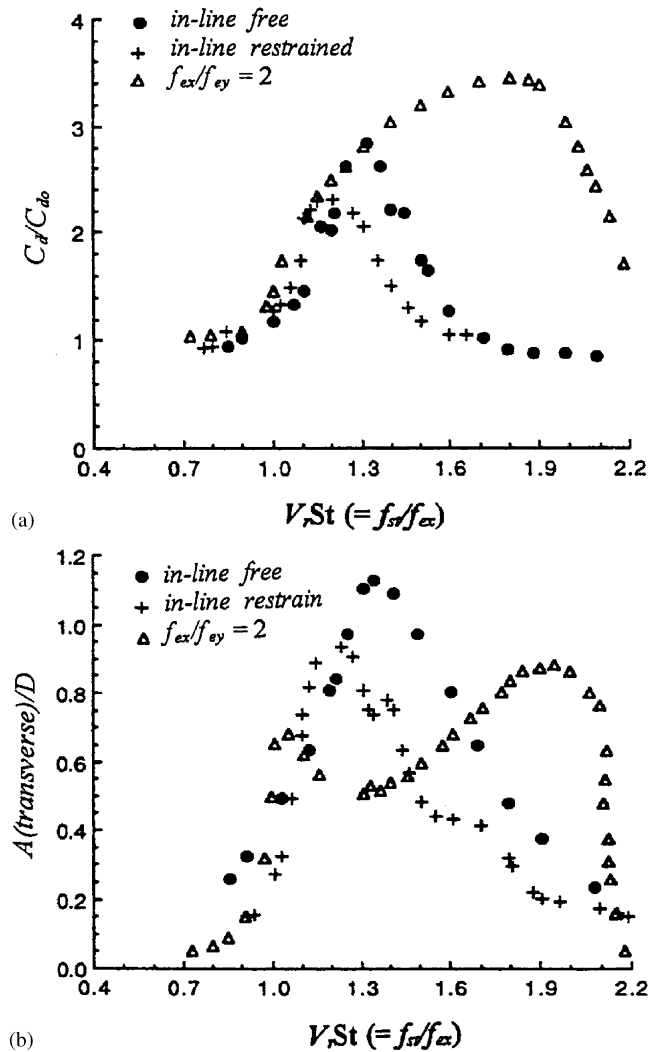 4
3
2
1
0
C_d/C_do
● in-line free
+ in-line restrained
△ f_ex/f_ey = 2
0.4 0.7 1.0 1.3 1.6 1.9 2.2
(a)
V_rSt (= f_st/f_ex)
1.2
1.0
0.8
0.6
0.4
0.2
0.0
A(transverse)/D
● in-line free
+ in-line restrain
△ f_ex/f_ey = 2
0.4 0.7 1.0 1.3 1.6 1.9 2.2
(b)
V_rSt (= f_st/f_ex)